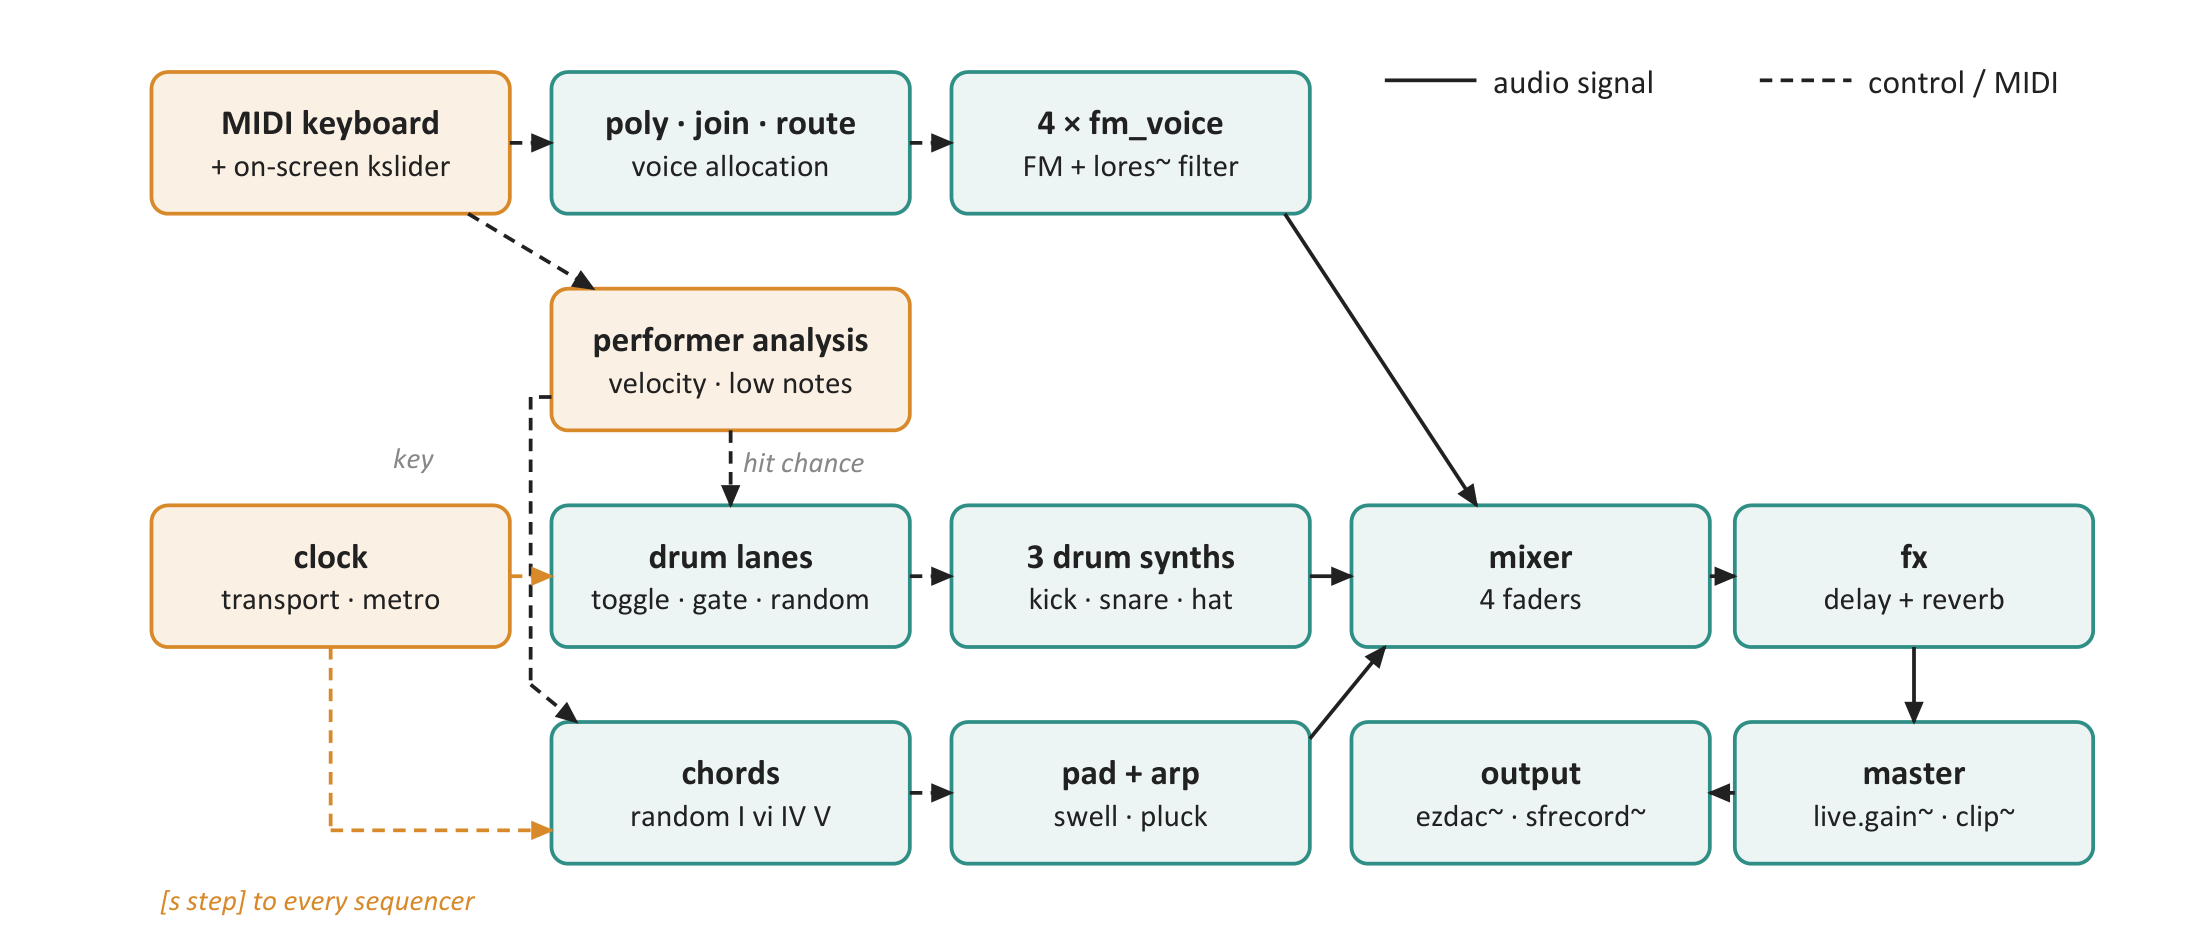 MIDI keyboard
+ on-screen kslider
poly · join · route
voice allocation
4 × fm_voice
FM + lores~ filter
audio signal
control / MIDI
performer analysis
velocity · low notes
key
hit chance
clock
transport · metro
drum lanes
toggle · gate · random
3 drum synths
kick · snare · hat
mixer
4 faders
fx
delay + reverb
chords
random I vi IV V
pad + arp
swell · pluck
output
ezdac~ · sfrecord~
master
live.gain~ · clip~
[s step] to every sequencer